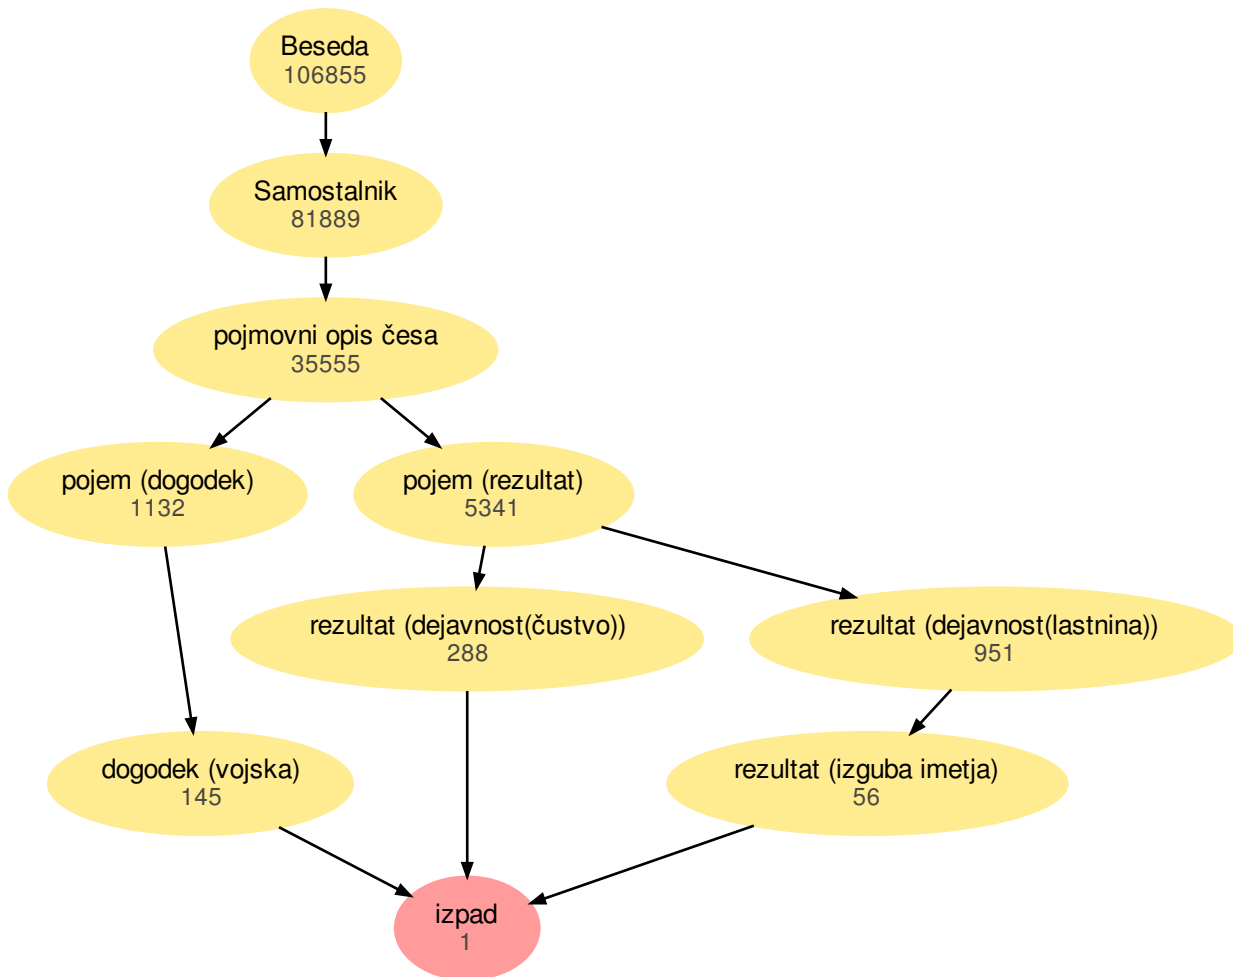 Beseda
106855
Samostalnik
81889
pojmovni opis česa
35555
pojem (dogodek)
1132
pojem (rezultat)
5341
rezultat (dejavnost(čustvo))
288
rezultat (dejavnost(lastnina))
951
dogodek (vojska)
145
rezultat (izguba imetja)
56
izpad
1